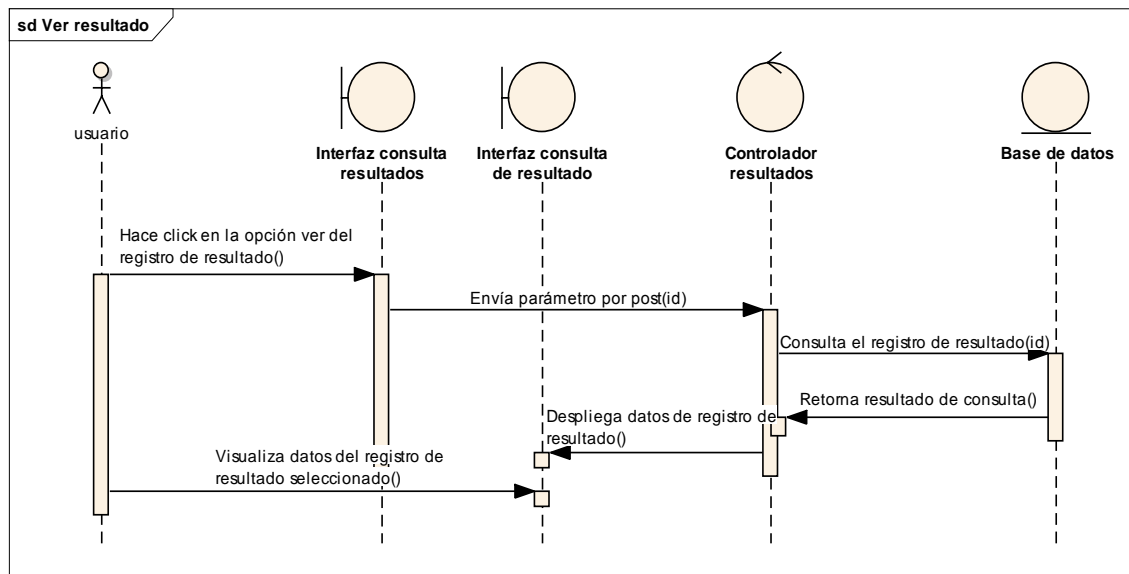 sd Ver resultado
usuario
Interfaz consulta
resultados
Interfaz consulta
de resultado
Controlador
resultados
Base de datos
Hace click en la opción ver del
registro de resultado()
Envía parámetro por post(id)
Consulta el registro de resultado(id)
Retorna resultado de consulta()
Despliega datos de registro de
resultado()
Visualiza datos del registro de
resultado seleccionado()